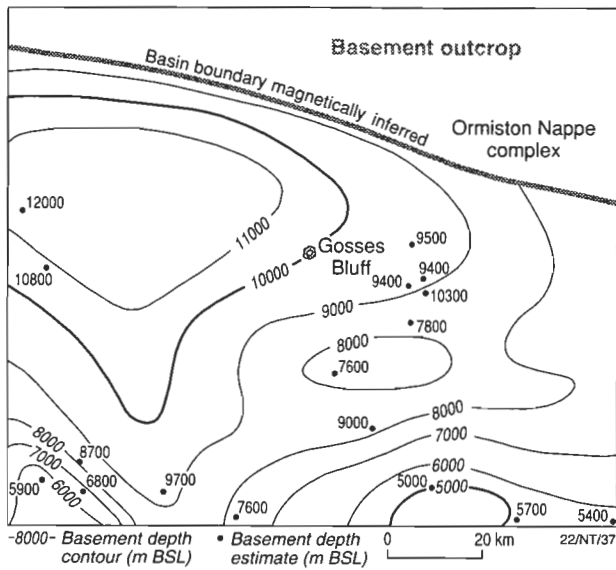 Basement outcrop
Basin boundary magnetically inferred
Ormiston Nappe
complex
12000
11000
10800
10000
Gosses
Bluff
9500
9400
9400
10300
9000
7800
8000
7600
8000
9000
7000
8000
8700
7000
6800
6000
5900
9700
7600
6000
5000
5000
5700
5400
-8000- Basement depth
contour (m BSL)
• Basement depth
estimate (m BSL)
0 20 km
22/NT/37